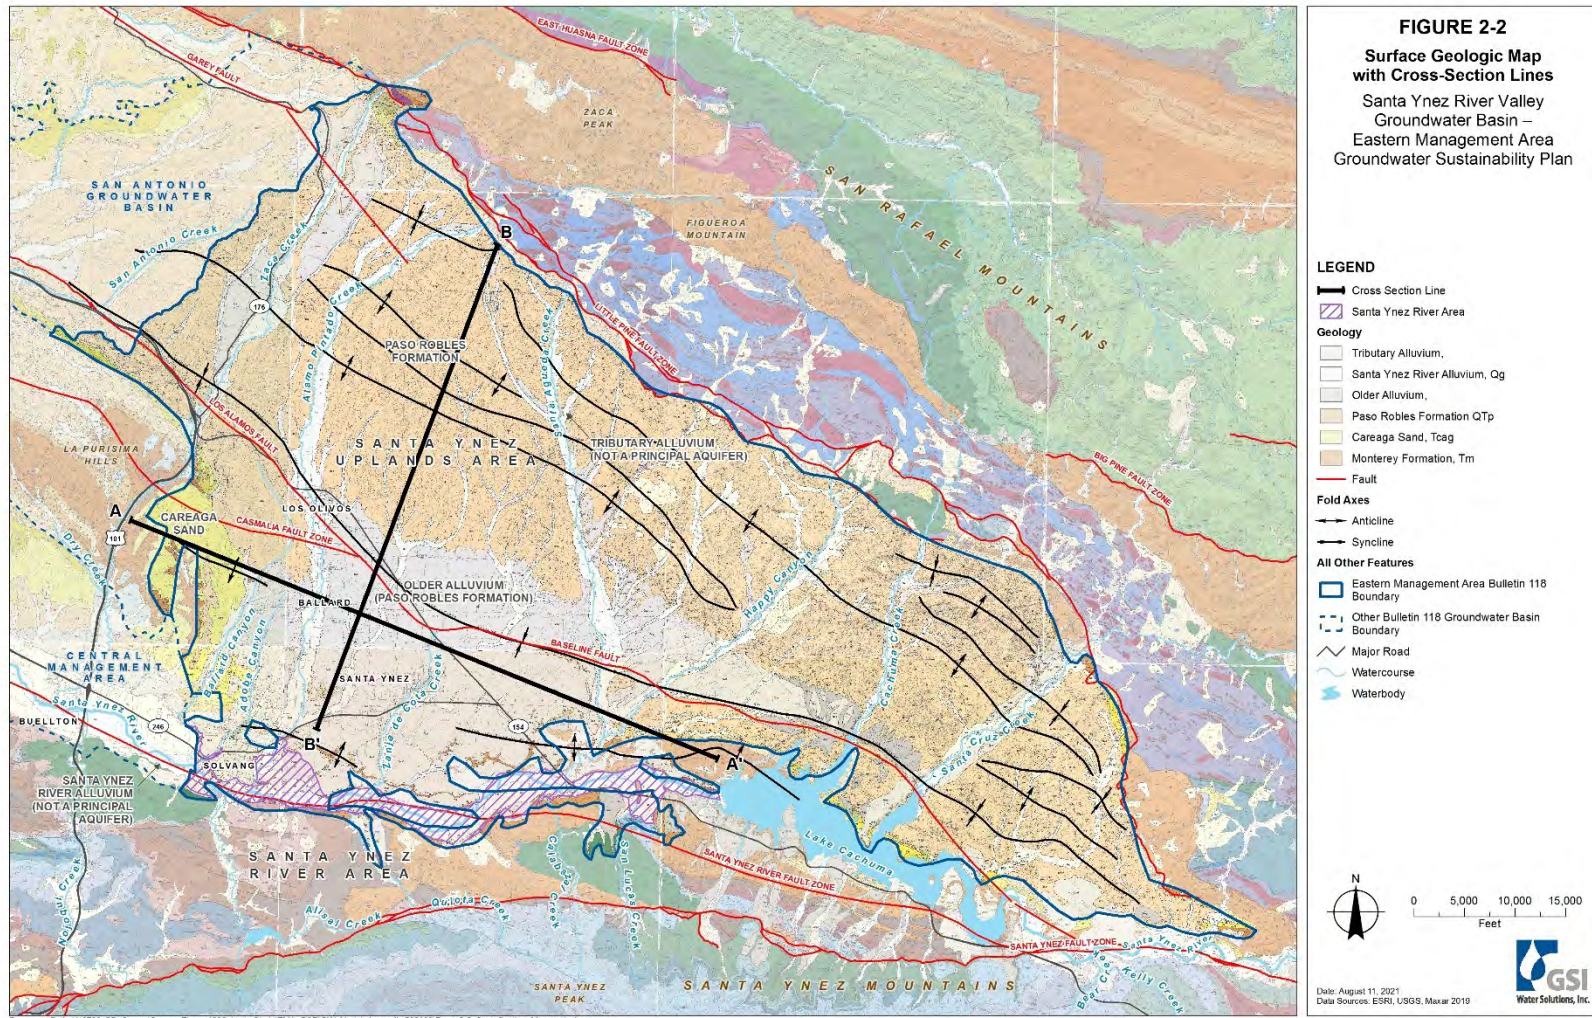 FIGURE 2-2
Surface Geologic Map
with Cross-Section Lines
Santa Ynez River Valley
Groundwater Basin –
Eastern Management Area
Groundwater Sustainability Plan
LEGEND
Cross Section Line
Santa Ynez River Area
Geology
Tributary Alluvium,
Santa Ynez River Alluvium, Qg
Older Alluvium,
Paso Robles Formation QTp
Careaga Sand, Tcag
Monterey Formation, Tm
Fault
Fold Axes
Anticline
Syncline
All Other Features
Eastern Management Area Bulletin 118
Boundary
Other Bulletin 118 Groundwater Basin
Boundary
Major Road
Watercourse
Waterbody
N
0 5,000 10,000 15,000
Feet
Date: August 11, 2021
Data Sources: ESRI, USGS, Maxar 2019
GSI
Water Solutions, Inc.
EAST HUASNA FAULT ZONE
GAREY FAULT
ZACA
PEAK
SAN ANTONIO
GROUNDWATER
BASIN
San Antonio Creek
Zaca Creek
176
B
FIGUEROA
MOUNTAIN
SAN RAFAEL MOUNTAINS
Alamo Pintado Creek
PASO ROBLES
FORMATION
Santa Agueda Creek
LITTLE PINE FAULT ZONE
LOS ALAMOS FAULT
LA PURISIMA
HILLS
SANTA YNEZ
UPLANDS AREA
TRIBUTARY ALLUVIUM
(NOT A PRINCIPAL AQUIFER)
BIG PINE FAULT ZONE
A
CAREAGA
SAND
LOS OLIVOS
CASMALIA FAULT ZONE
101
Dry Creek
OLDER ALLUVIUM
(PASO ROBLES FORMATION)
BALLARD
Happy Canyon
Cachuma Creek
BASELINE FAULT
CENTRAL
MANAGEMENT
AREA
Ballard Canyon
Adobe Canyon
SANTA YNEZ
Zanja de Cota Creek
Santa Ynez River
BUELLTON
246
154
B'
A'
Santa Cruz Creek
SOLVANG
SANTA YNEZ
RIVER ALLUVIUM
(NOT A PRINCIPAL
AQUIFER)
SANTA YNEZ
RIVER AREA
Lake Cachuma
SANTA YNEZ RIVER FAULT ZONE
Nojoqui Creek
Alisal Creek
Quiota Creek
Calabazal Creek
San Lucas Creek
SANTA YNEZ FAULT ZONE
Santa Ynez River
SANTA YNEZ
PEAK
SANTA YNEZ MOUNTAINS
Bear Creek
Kelly Creek